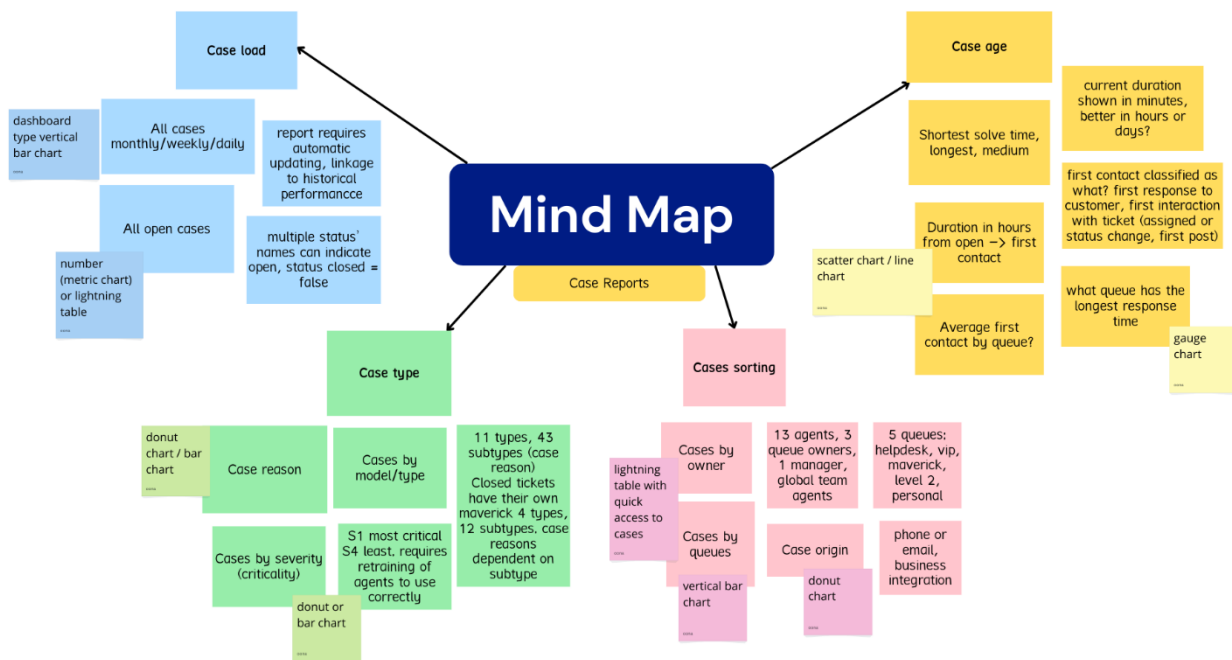 Case load
dashboard
type vertical
bar chart
All cases
monthly/weekly/daily
report requires
automatic
updating, linkage
to historical
performancce
All open cases
number
(metric chart)
or lightning
table
multiple status'
names can indicate
open, status closed =
false
Mind Map
Case Reports
Case age
Shortest solve time,
longest, medium
current duration
shown in minutes,
better in hours or
days?
first contact classified as
what? first response to
customer, first interaction
with ticket (assigned or
status change, first post)
Duration in hours
from open –> first
contact
scatter chart / line
chart
Average first
contact by queue?
what queue has the
longest response
time
gauge
chart
Case type
donut
chart / bar
chart
Case reason
Cases by
model/type
11 types, 43
subtypes (case
reason)
Closed tickets
have their own
maverick 4 types,
12 subtypes. case
reasons
dependent on
subtype
Cases by severity
(criticality)
S1 most critical
S4 least. requires
retraining of
agents to use
correctly
donut or
bar chart
Cases sorting
Cases by
owner
lightning
table with
quick
access to
cases
13 agents, 3
queue owners,
1 manager,
global team
agents
5 queues:
helpdesk, vip,
maverick,
level 2,
personal
Cases by
queues
vertical bar
chart
Case origin
donut
chart
phone or
email,
business
integration